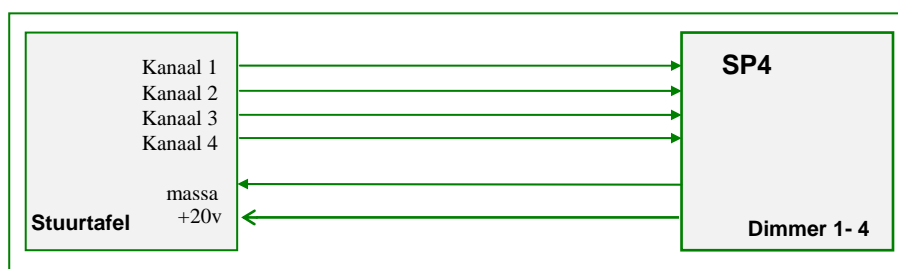 Kanaal 1
Kanaal 2
Kanaal 3
Kanaal 4
massa
+20v
Stuurtafel
SP4
Dimmer 1- 4